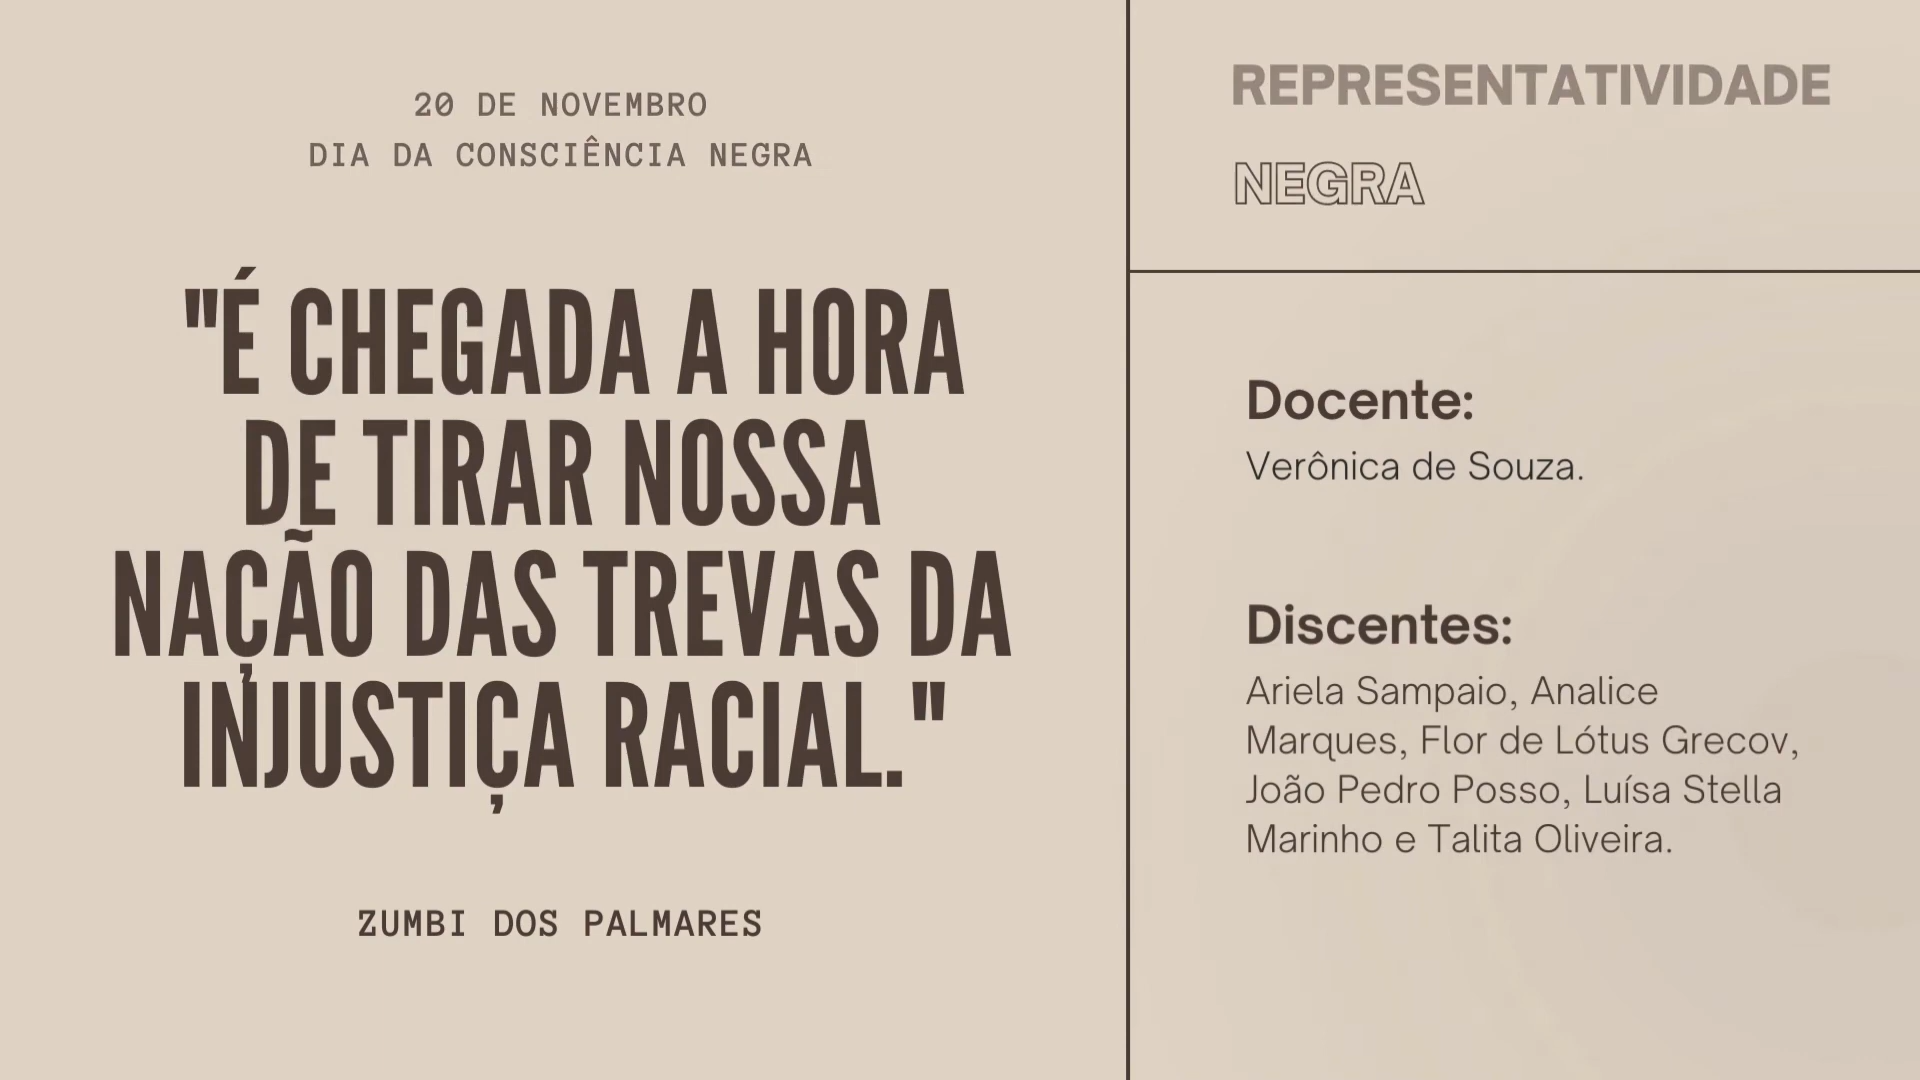 20 DE NOVEMBRO
DIA DA CONSCIÊNCIA NEGRA
"É CHEGADA A HORA
DE TIRAR NOSSA
NAÇÃO DAS TREVAS DA
INJUSTIÇA RACIAL."
ZUMBI DOS PALMARES
REPRESENTATIVIDADE
NEGRA
Docente:
Verônica de Souza.
Discentes:
Ariela Sampaio, Analice
Marques, Flor de Lótus Grecov,
João Pedro Posso, Luísa Stella
Marinho e Talita Oliveira.